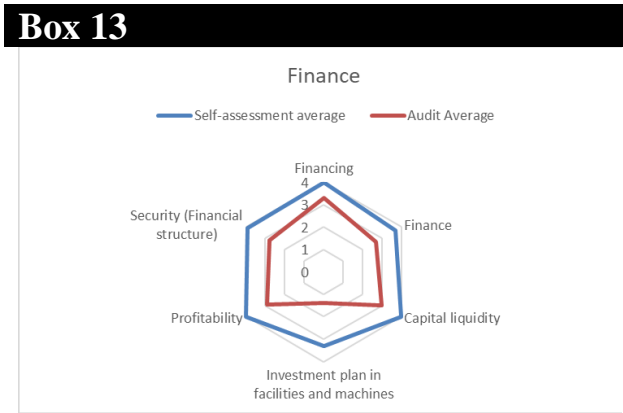 Box 13
Finance
Self-assessment average
Audit Average
Financing
4
3
2
1
0
Security (Financial
structure)
Finance
Profitability
Capital liquidity
Investment plan in
facilities and machines